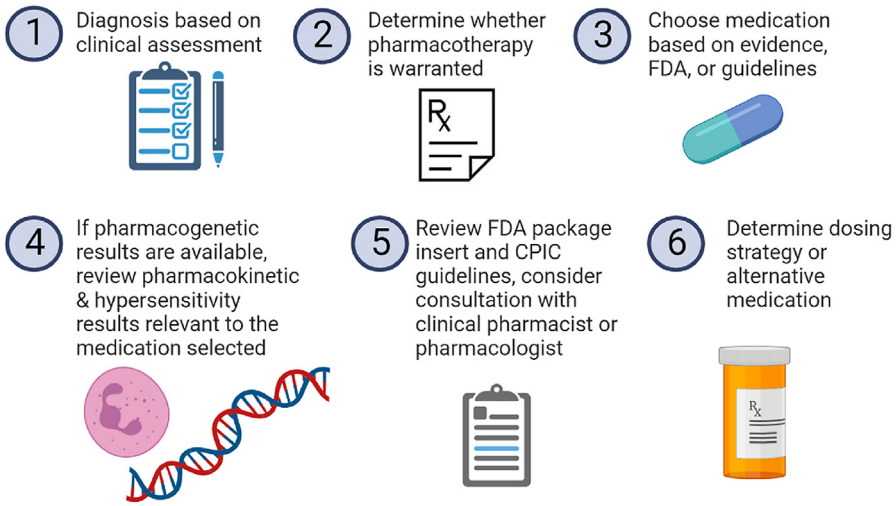 1
Diagnosis based on
clinical assessment
2
Determine whether
pharmacotherapy
is warranted
Rx
3
Choose medication
based on evidence,
FDA, or guidelines
4
If pharmacogenetic
results are available,
review pharmacokinetic
& hypersensitivity
results relevant to the
medication selected
5
Review FDA package
insert and CPIC
guidelines, consider
consultation with
clinical pharmacist or
pharmacologist
6
Determine dosing
strategy or
alternative
medication
Rx